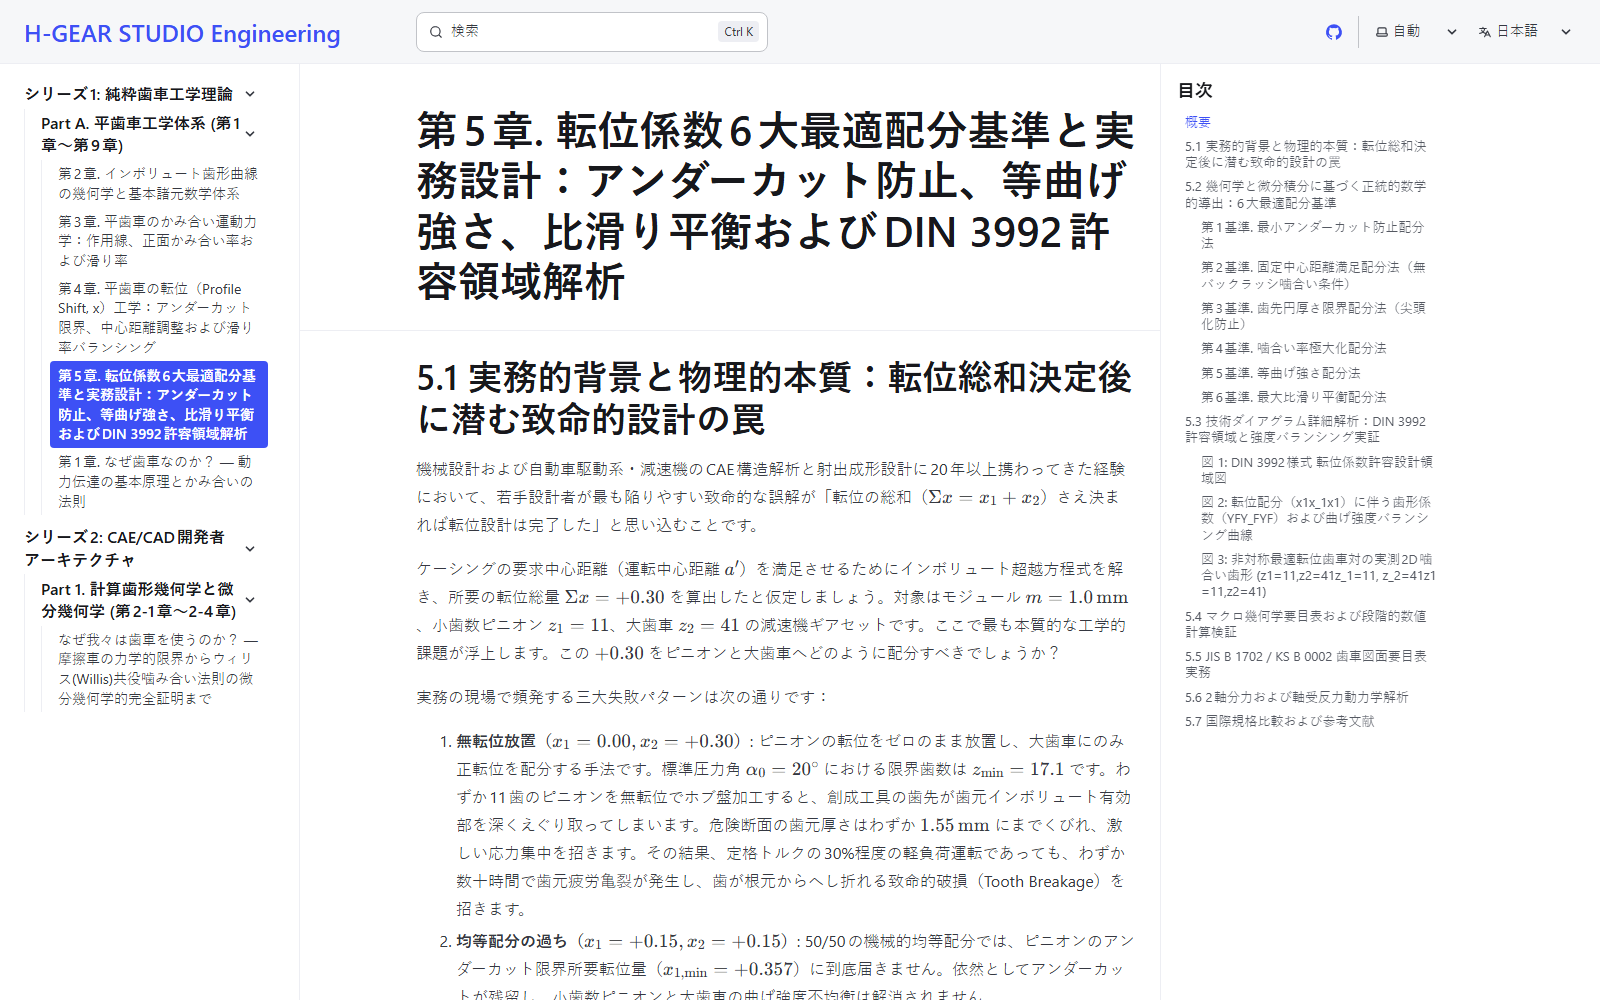 H-GEAR STUDIO Engineering
検索
Ctrl K
自動
日本語
シリーズ1: 純粋歯車工学理論
Part A. 平歯車工学体系 (第1
章〜第9章)
第2章. インボリュート歯形曲線
の幾何学と基本諸元数学体系
第3章. 平歯車のかみ合い運動力
学：作用線、正面かみ合い率お
よび滑り率
第4章. 平歯車の転位（Profile
Shift, x）工学：アンダーカット
限界、中心距離調整および滑り
率バランシング
第5章. 転位係数6大最適配分基
準と実務設計：アンダーカット
防止、等曲げ強さ、比滑り平衡
およびDIN 3992許容領域解析
第1章. なぜ歯車なのか？ — 動
力伝達の基本原理とかみ合いの
法則
シリーズ2: CAE/CAD開発者
アーキテクチャ
Part 1. 計算歯形幾何学と微
分幾何学 (第2-1章〜2-4章)
なぜ我々は歯車を使うのか？ —
摩擦車の力学的限界からウィリ
ス(Willis)共役噛み合い法則の微
分幾何学的完全証明まで
第5章. 転位係数6大最適配分基準と実
務設計：アンダーカット防止、等曲げ
強さ、比滑り平衡およびDIN 3992許
容領域解析
5.1 実務的背景と物理的本質：転位総和決定後
に潜む致命的設計の罠
機械設計および自動車駆動系・減速機のCAE構造解析と射出成形設計に20年以上携わってきた経験
において、若手設計者が最も陥りやすい致命的な誤解が「転位の総和（Σx = x₁ + x₂）さえ決ま
れば転位設計は完了した」と思い込むことです。
ケーシングの要求中心距離（運転中心距離 a′）を満足させるためにインボリュート超越方程式を解
き、所要の転位総量 Σx = +0.30 を算出したと仮定しましょう。対象はモジュール m = 1.0 mm
、小歯数ピニオン z₁ = 11、大歯車 z₂ = 41 の減速機ギアセットです。ここで最も本質的な工学的
課題が浮上します。この +0.30 をピニオンと大歯車へどのように配分すべきでしょうか？
実務の現場で頻発する三大失敗パターンは次の通りです：
1. 無転位放置（x₁ = 0.00, x₂ = +0.30）: ピニオンの転位をゼロのまま放置し、大歯車にのみ
正転位を配分する手法です。標準圧力角 α₀ = 20° における限界歯数は z_min = 17.1 です。わ
ずか11歯のピニオンを無転位でホブ盤加工すると、創成工具の歯先が歯元インボリュート有効
部を深くえぐり取ってしまいます。危険断面の歯元厚さはわずか 1.55 mm にまでくびれ、激
しい応力集中を招きます。その結果、定格トルクの30%程度の軽負荷運転であっても、わずか
数十時間で歯元疲労亀裂が発生し、歯が根元からへし折れる致命的破損（Tooth Breakage）を
招きます。
2. 均等配分の過ち（x₁ = +0.15, x₂ = +0.15）: 50/50の機械的均等配分では、ピニオンのアン
ダーカット限界所要転位量（x_1,min = +0.357）に到底届きません。依然としてアンダーカッ
トが残留し、小歯数ピニオンと大歯車の曲げ強度不均衡は解消されません。
目次
概要
5.1 実務的背景と物理的本質：転位総和決
定後に潜む致命的設計の罠
5.2 幾何学と微分積分に基づく正統的数学
的導出：6大最適配分基準
第1基準. 最小アンダーカット防止配分
法
第2基準. 固定中心距離満足配分法（無
バックラッシ噛合い条件）
第3基準. 歯先円厚さ限界配分法（尖頭
化防止）
第4基準. 噛合い率極大化配分法
第5基準. 等曲げ強さ配分法
第6基準. 最大比滑り平衡配分法
5.3 技術ダイアグラム詳細解析：DIN 3992
許容領域と強度バランシング実証
図 1: DIN 3992様式 転位係数許容設計領
域図
図 2: 転位配分（x1x_1x1）に伴う歯形係
数（YFY_FYF）および曲げ強度バランシ
ング曲線
図 3: 非対称最適転位歯車対の実測2D噛
合い歯形 (z1=11,z2=41z_1=11, z_2=41z1
=11,z2=41)
5.4 マクロ幾何学要目表および段階的数値
計算検証
5.5 JIS B 1702 / KS B 0002 歯車図面要目表
実務
5.6 2軸分力および軸受反力動力学解析
5.7 国際規格比較および参考文献